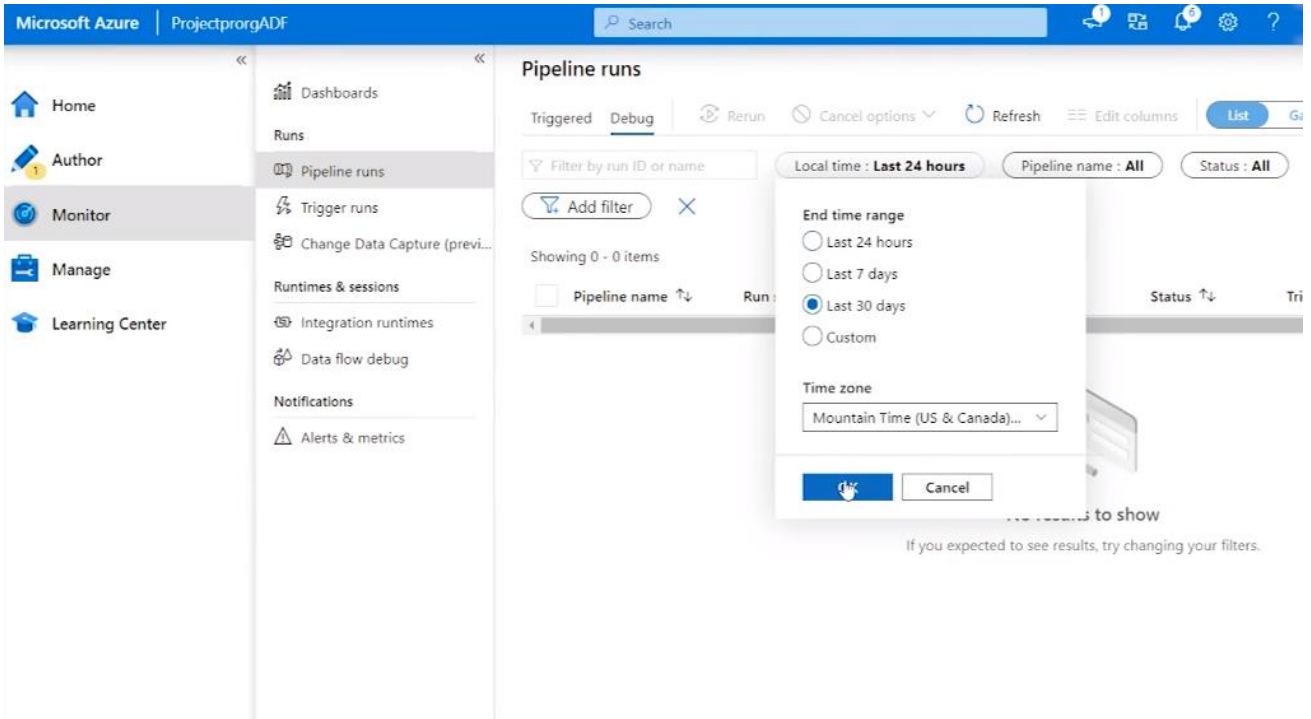 Microsoft Azure ProjectprorgADF Search 1 6 ?
Home
Author
1
Monitor
Manage
Learning Center
Dashboards
Runs
Pipeline runs
Trigger runs
Change Data Capture (previ...
Runtimes & sessions
Integration runtimes
Data flow debug
Notifications
Alerts & metrics
Pipeline runs
Triggered Debug Rerun Cancel options Refresh Edit columns List
Filter by run ID or name Local time : Last 24 hours Pipeline name : All Status : All
Add filter
Showing 0 - 0 items
Pipeline name Run Status
End time range
Last 24 hours
Last 7 days
Last 30 days
Custom
Time zone
Mountain Time (US & Canada)...
Cancel
to show
If you expected to see results, try changing your filters.